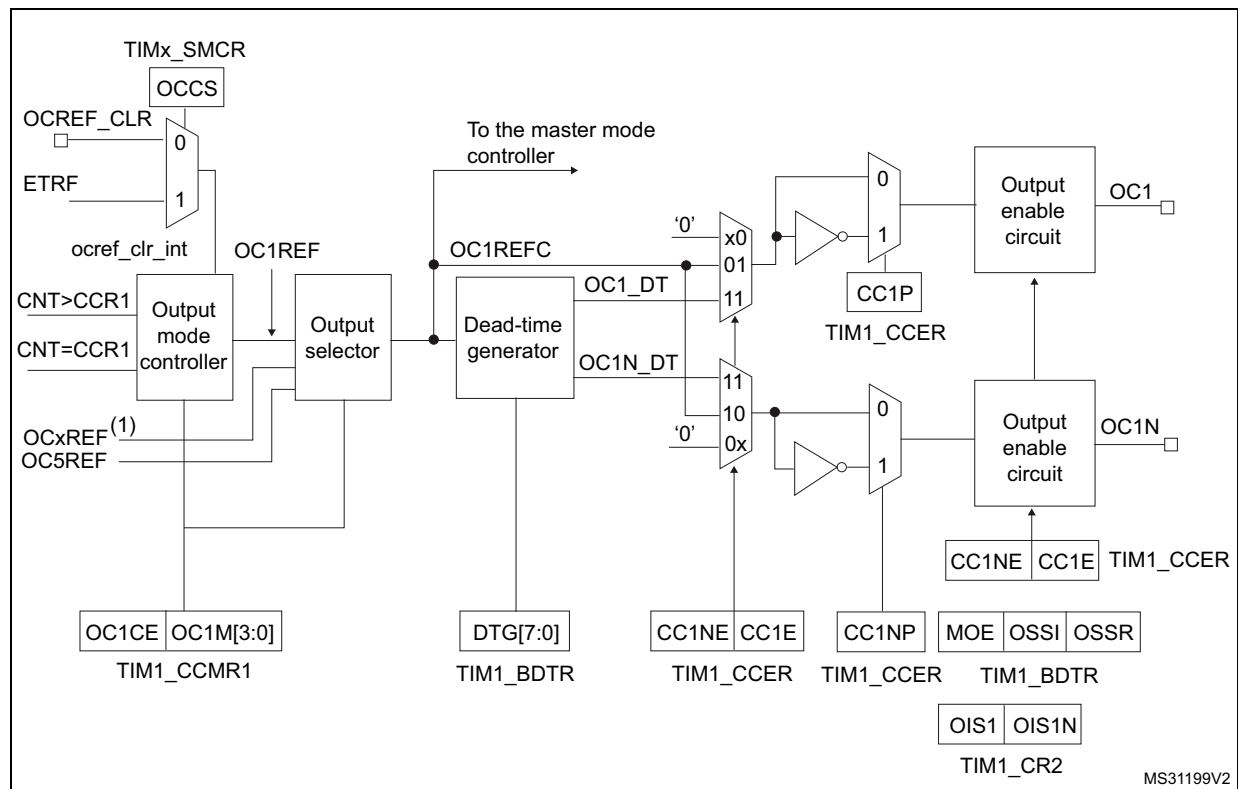 TIMx_SMCR
OCCS
OCREF_CLR
0
ETRF
1
ocref_clr_int
To the master mode
controller
OC1REF
OC1REFC
CNT>CCR1
CNT=CCR1
Output
mode
controller
Output
selector
OCxREF(1)
OC5REF
Dead-time
generator
OC1_DT
OC1N_DT
'0'
x0
01
11
11
10
'0'
0x
0
1
CC1P
TIM1_CCER
Output
enable
circuit
OC1
0
1
Output
enable
circuit
OC1N
CC1NE CC1E TIM1_CCER
OC1CE OC1M[3:0]
TIM1_CCMR1
DTG[7:0]
TIM1_BDTR
CC1NE CC1E
TIM1_CCER
CC1NP
TIM1_CCER
MOE OSSI OSSR
TIM1_BDTR
OIS1 OIS1N
TIM1_CR2
MS31199V2